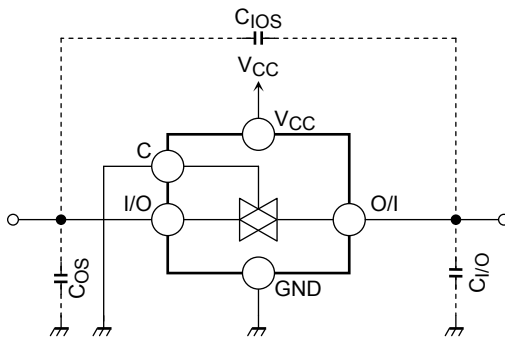 CIOS
VCC
VCC
C
I/O
O/I
COS
GND
CI/O